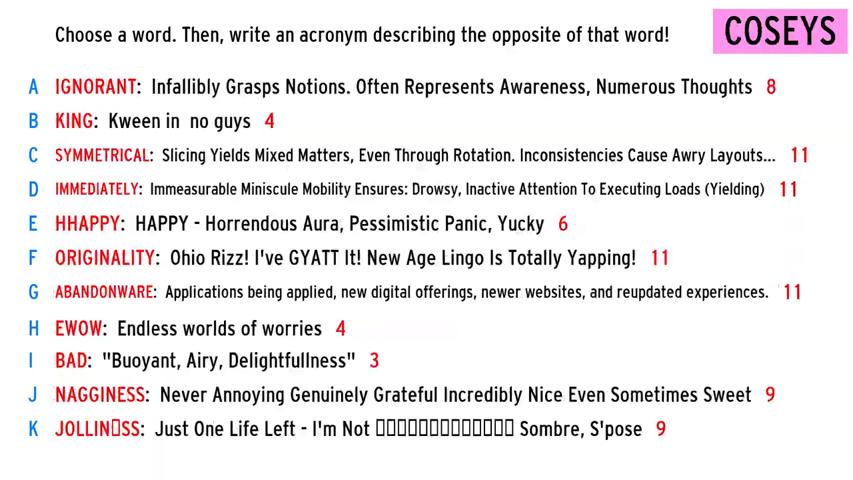 Choose a word. Then, write an acronym describing the opposite of that word!
COSEYS
A IGNORANT: Infallibly Grasps Notions. Often Represents Awareness, Numerous Thoughts 8
B KING: Kween in no guys 4
C SYMMETRICAL: Slicing Yields Mixed Matters, Even Through Rotation. Inconsistencies Cause Awry Layouts... 11
D IMMEDIATELY: Immeasurable Miniscule Mobility Ensures: Drowsy, Inactive Attention To Executing Loads (Yielding) 11
E HHAPPY: HAPPY - Horrendous Aura, Pessimistic Panic, Yucky 6
F ORIGINALITY: Ohio Rizz! I've GYATT It! New Age Lingo Is Totally Yapping! 11
G ABANDONWARE: Applications being applied, new digital offerings, newer websites, and reupdated experiences. 11
H EWOW: Endless worlds of worries 4
I BAD: "Buoyant, Airy, Delightfullness" 3
J NAGGINESS: Never Annoying Genuinely Grateful Incredibly Nice Even Sometimes Sweet 9
K JOLLIN▯SS: Just One Life Left - I'm Not ▯▯▯▯▯▯▯▯▯▯▯▯▯ Sombre, S'pose 9